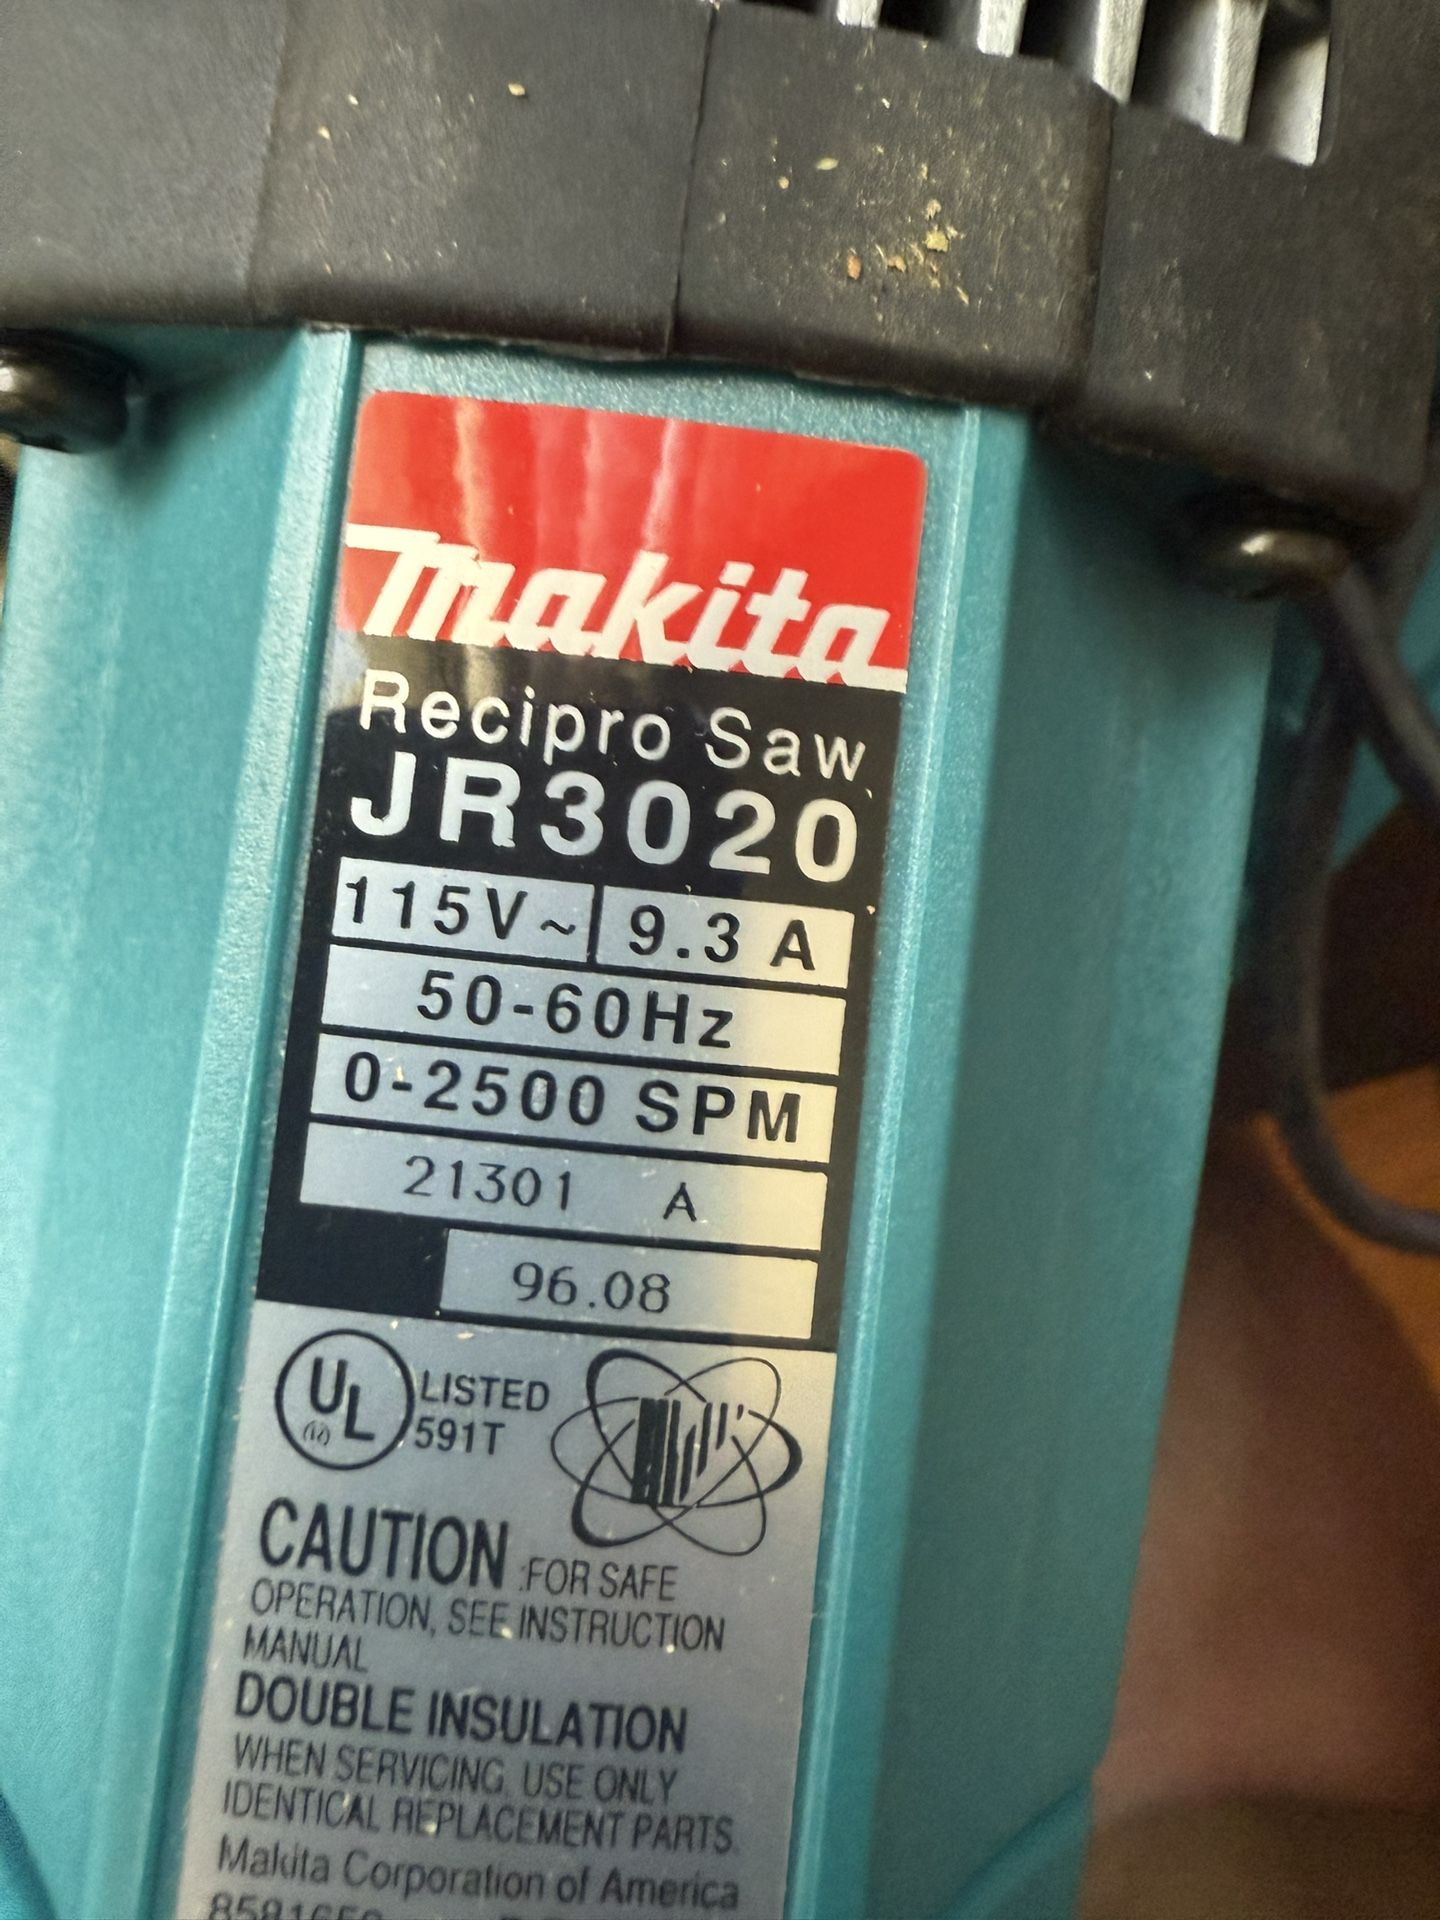 makita
Recipro Saw
JR3020
115V~ 9.3 A
50-60Hz
0-2500 SPM
21301 A
96.08
UL LISTED
591T
CAUTION :FOR SAFE
OPERATION, SEE INSTRUCTION
MANUAL
DOUBLE INSULATION
WHEN SERVICING, USE ONLY
IDENTICAL REPLACEMENT PARTS.
Makita Corporation of America